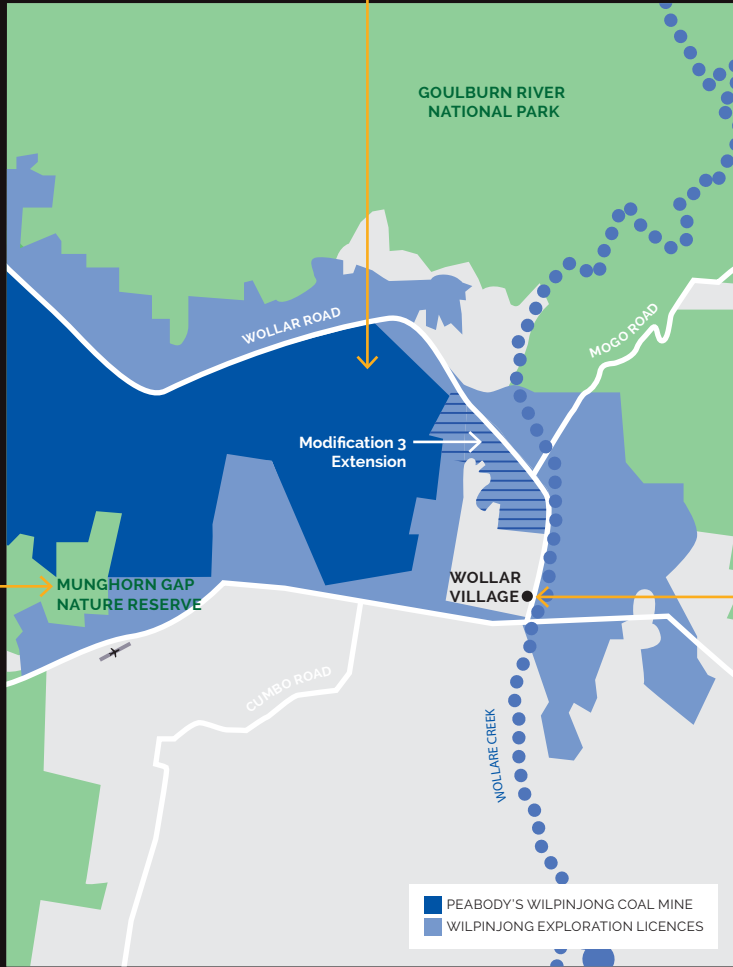 GOULBURN RIVER
NATIONAL PARK
WOLLAR ROAD
MOGO ROAD
Modification 3
Extension
WOLLAR
VILLAGE
MUNGHORN GAP
NATURE RESERVE
CUMBO ROAD
WOLLARE CREEK
PEABODY'S WILPINJONG COAL MINE
WILPINJONG EXPLORATION LICENCES